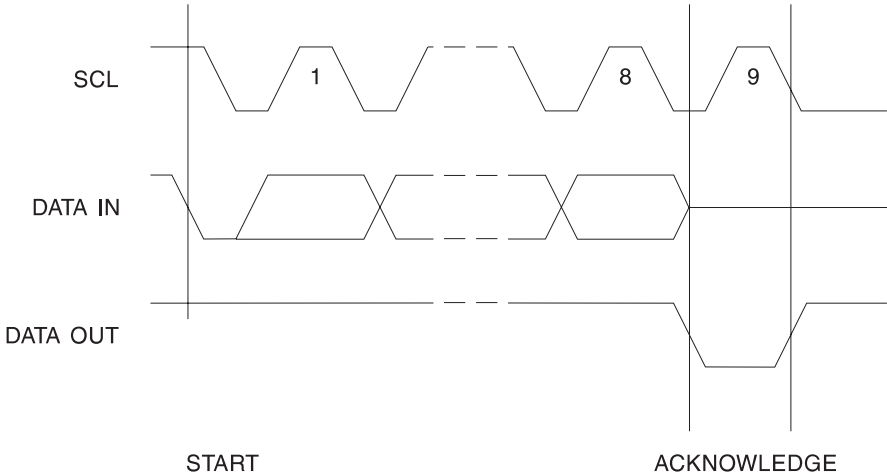 SCL
1
8
9
DATA IN
DATA OUT
START
ACKNOWLEDGE